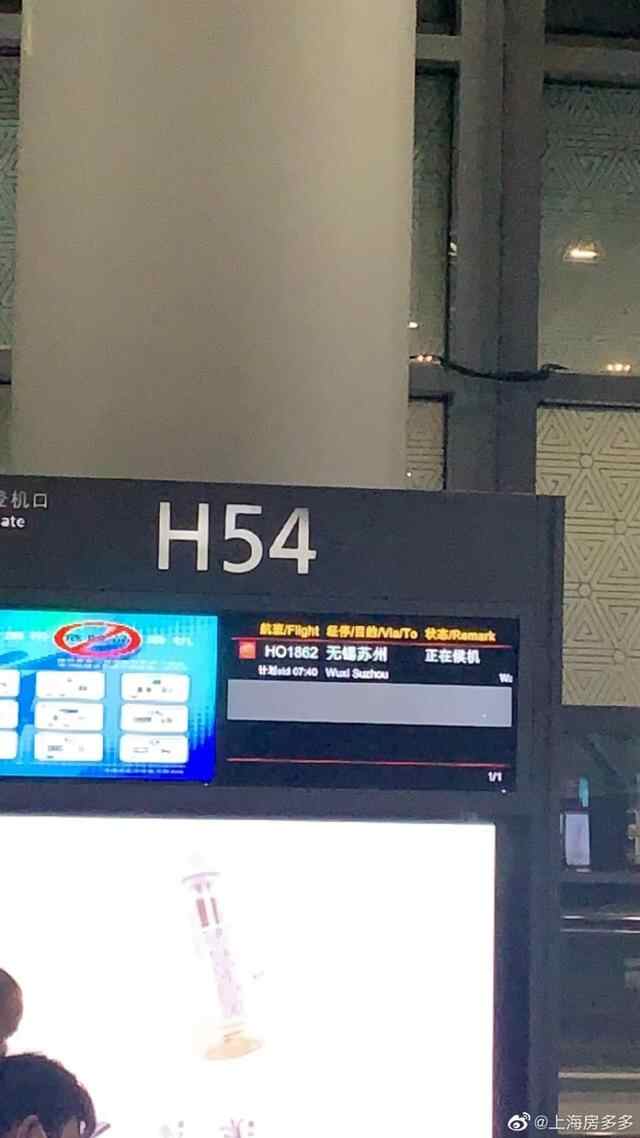 登机口
ate
H54
航班/Flight 经停/目的/Via/To 状态/Remark
HO1862 无锡苏州 正在候机
计划std 07:40 Wuxi Suzhou Wa
1/1
@上海房多多